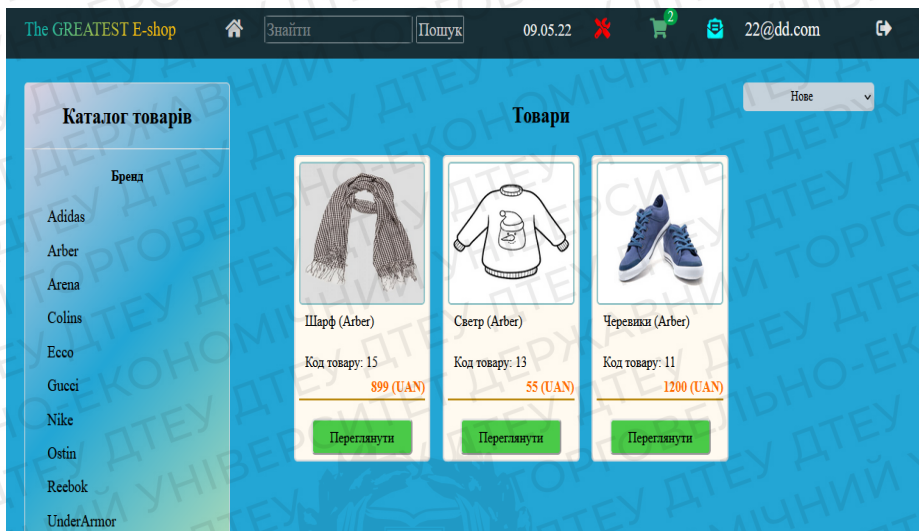 The GREATEST E-shop
Знайти
Пошук
09.05.22
2
22@dd.com
Каталог товарів
Бренд
Adidas
Arber
Arena
Colins
Ecco
Gucci
Nike
Ostin
Reebok
UnderArmor
Товари
Нове
Шарф (Arber)
Код товару: 15
899 (UAN)
Переглянути
Светр (Arber)
Код товару: 13
55 (UAN)
Переглянути
Черевики (Arber)
Код товару: 11
1200 (UAN)
Переглянути